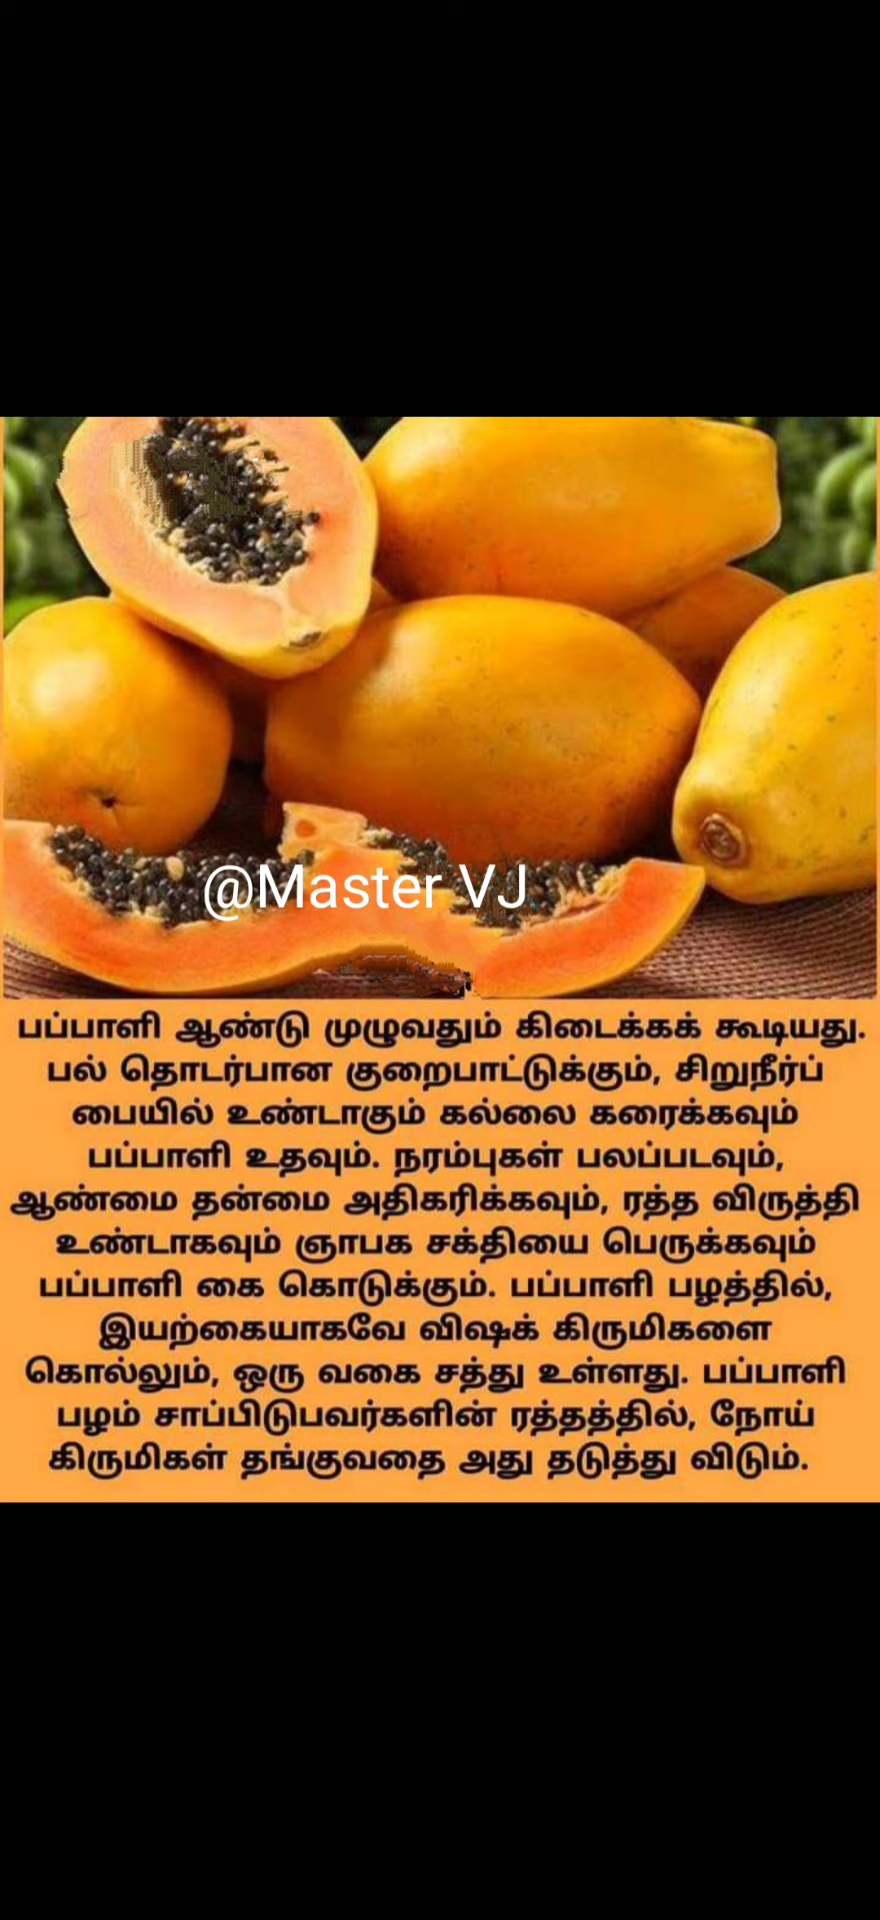 @Master VJ
பப்பாளி ஆண்டு முழுவதும் கிடைக்கக் கூடியது.
பல் தொடர்பான குறைபாட்டுக்கும், சிறுநீர்ப்
பையில் உண்டாகும் கல்லை கரைக்கவும்
பப்பாளி உதவும். நரம்புகள் பலப்படவும்,
ஆண்மை தன்மை அதிகரிக்கவும், ரத்த விருத்தி
உண்டாகவும் ஞாபக சக்தியை பெருக்கவும்
பப்பாளி கை கொடுக்கும். பப்பாளி பழத்தில்,
இயற்கையாகவே விஷக் கிருமிகளை
கொல்லும், ஒரு வகை சத்து உள்ளது. பப்பாளி
பழம் சாப்பிடுபவர்களின் ரத்தத்தில், நோய்
கிருமிகள் தங்குவதை அது தடுத்து விடும்.